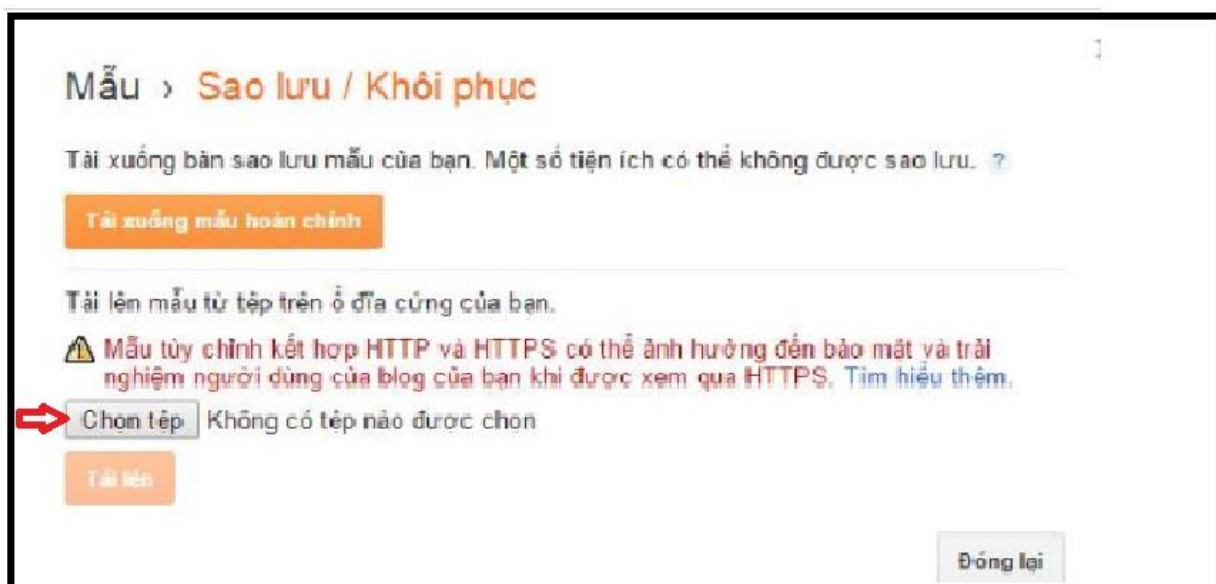 Mẫu › Sao lưu / Khôi phục
Tải xuống bản sao lưu mẫu của bạn. Một số tiện ích có thể không được sao lưu. ?
Tải xuống mẫu hoàn chỉnh
Tải lên mẫu từ tệp trên ổ đĩa cứng của bạn.
Mẫu tùy chỉnh kết hợp HTTP và HTTPS có thể ảnh hưởng đến bảo mật và trải
nghiệm người dùng của blog của bạn khi được xem qua HTTPS. Tìm hiểu thêm.
Chọn tệp Không có tệp nào được chọn
Tải lên
Đóng lại